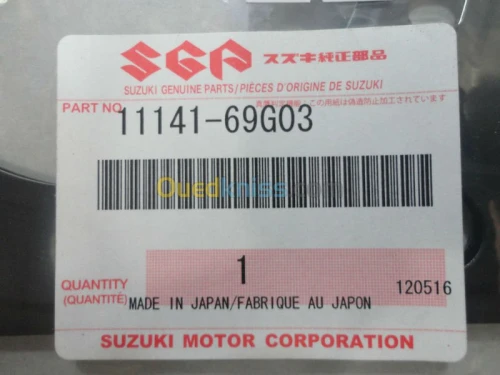 SGP スズキ純正部品
SUZUKI GENUINE PARTS/PIÈCES D'ORIGINE DE SUZUKI
PART NO.
11141-69G03
Ouedkniss.com
QUANTITY
(QUANTITÉ)
1
120516
MADE IN JAPAN/FABRIQUE AU JAPON
SUZUKI MOTOR CORPORATION